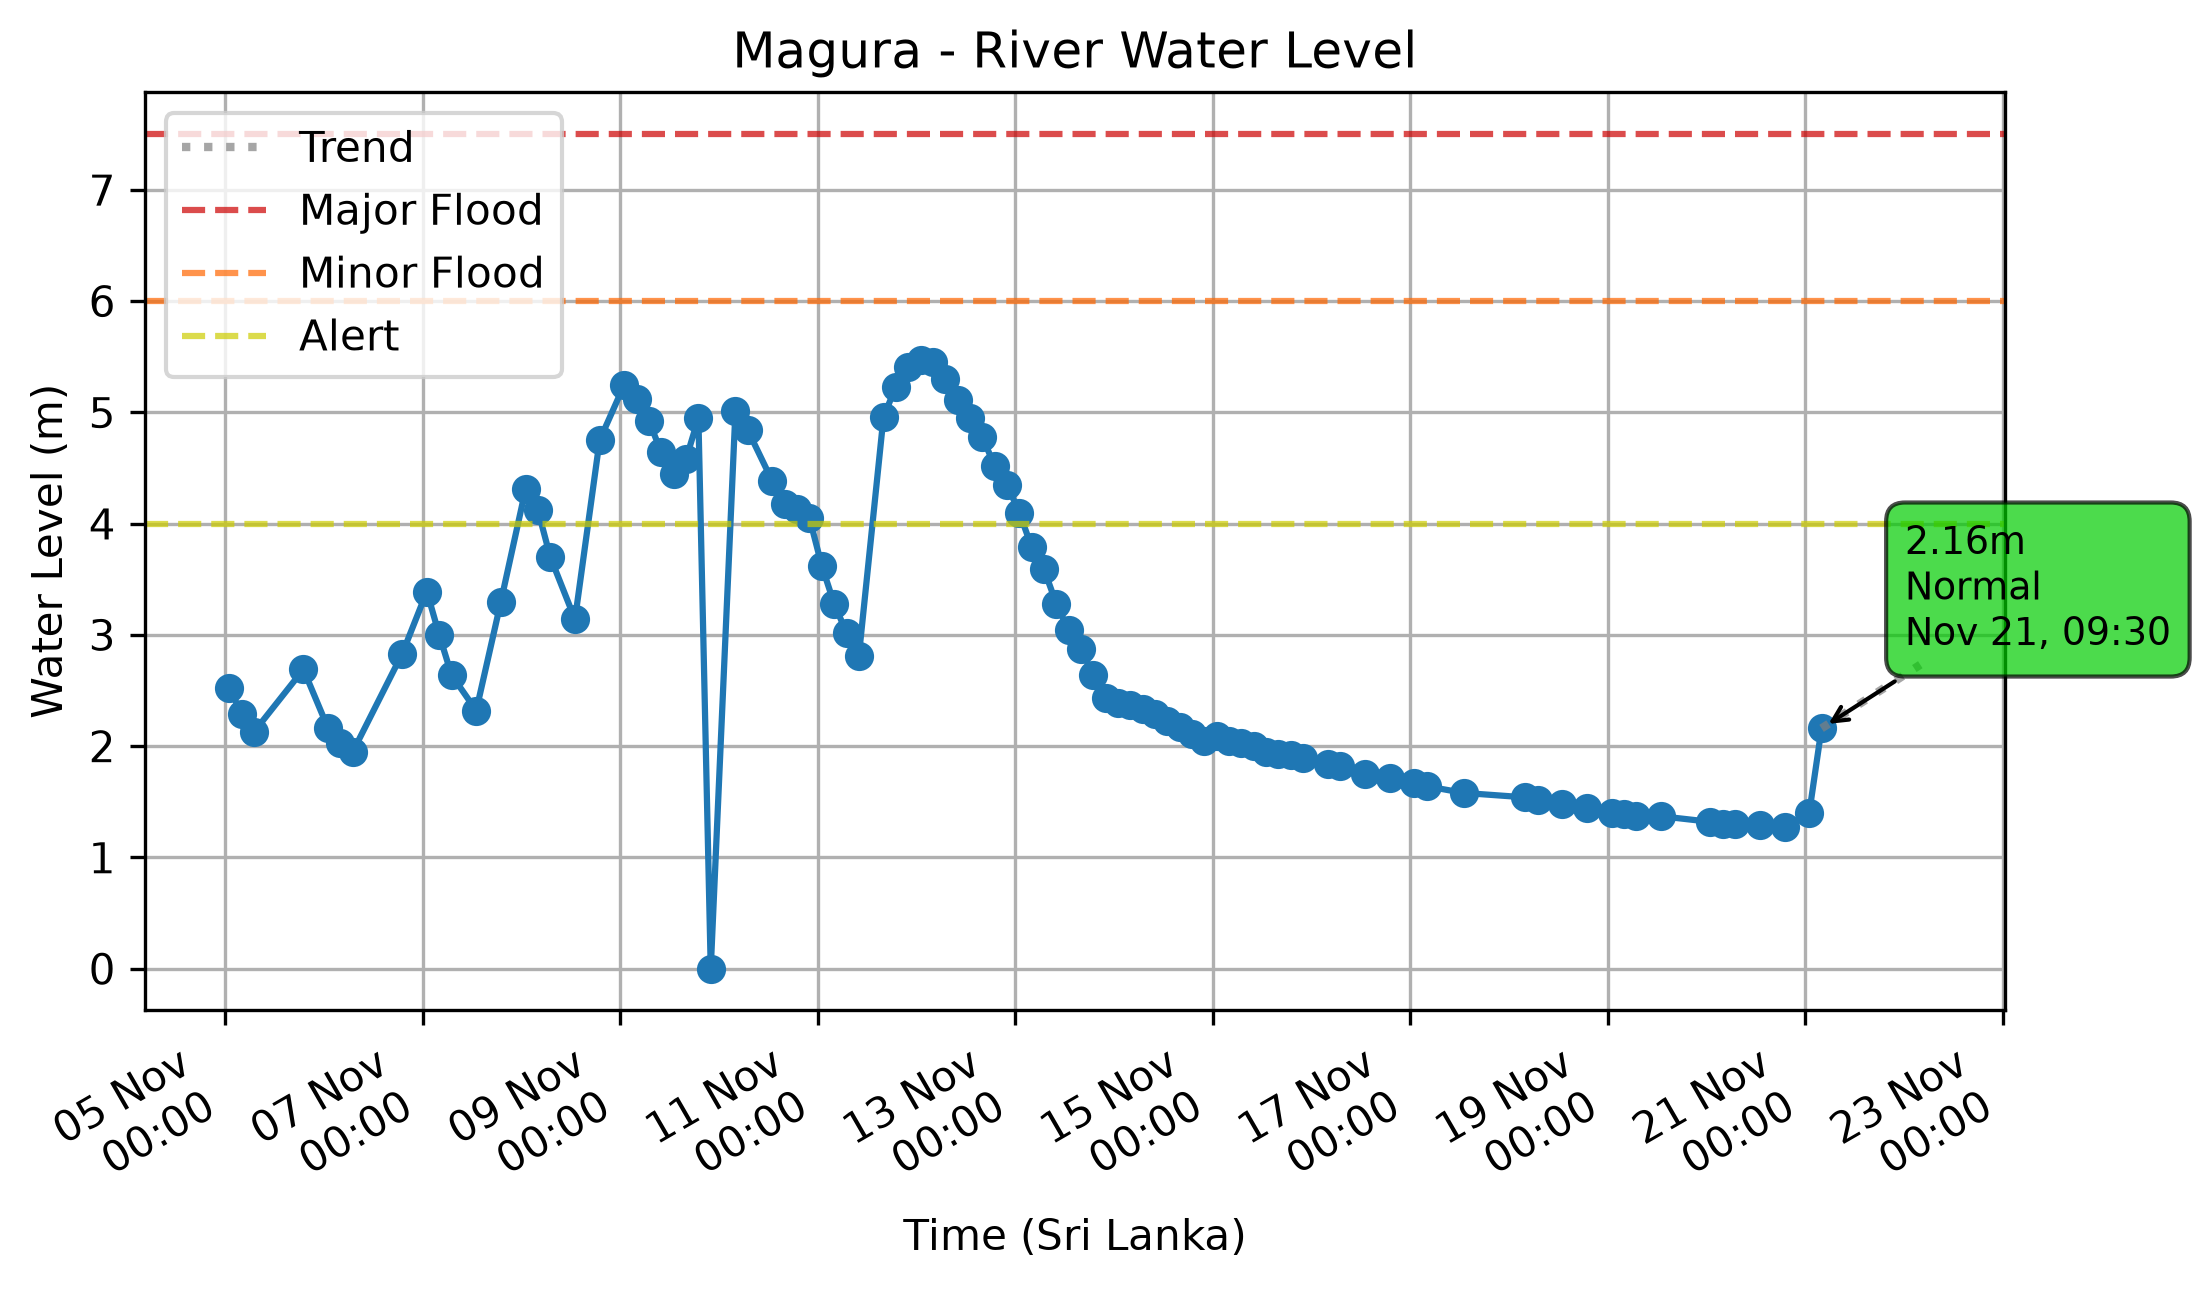 Magura - River Water Level
Trend
Major Flood
Minor Flood
Alert
Water Level (m)
7
6
5
4
3
2
1
0
2.16m
Normal
Nov 21, 09:30
05 Nov
00:00
07 Nov
00:00
09 Nov
00:00
11 Nov
00:00
13 Nov
00:00
15 Nov
00:00
17 Nov
00:00
19 Nov
00:00
21 Nov
00:00
23 Nov
00:00
Time (Sri Lanka)